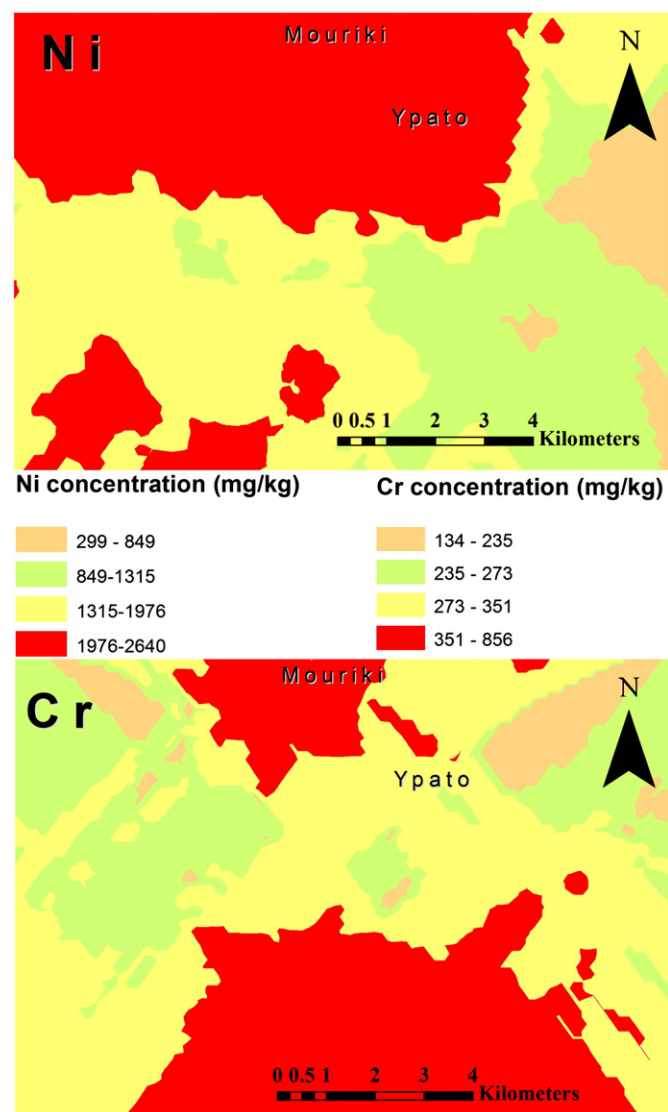 Mouriki
Ni
N
Ypato
0 0.5 1 2 3 4
Kilometers
Ni concentration (mg/kg)
299 - 849
849-1315
1315-1976
1976-2640
Cr concentration (mg/kg)
134 - 235
235 - 273
273 - 351
351 - 856
Mouriki
Cr
N
Ypato
0 0.5 1 2 3 4
Kilometers